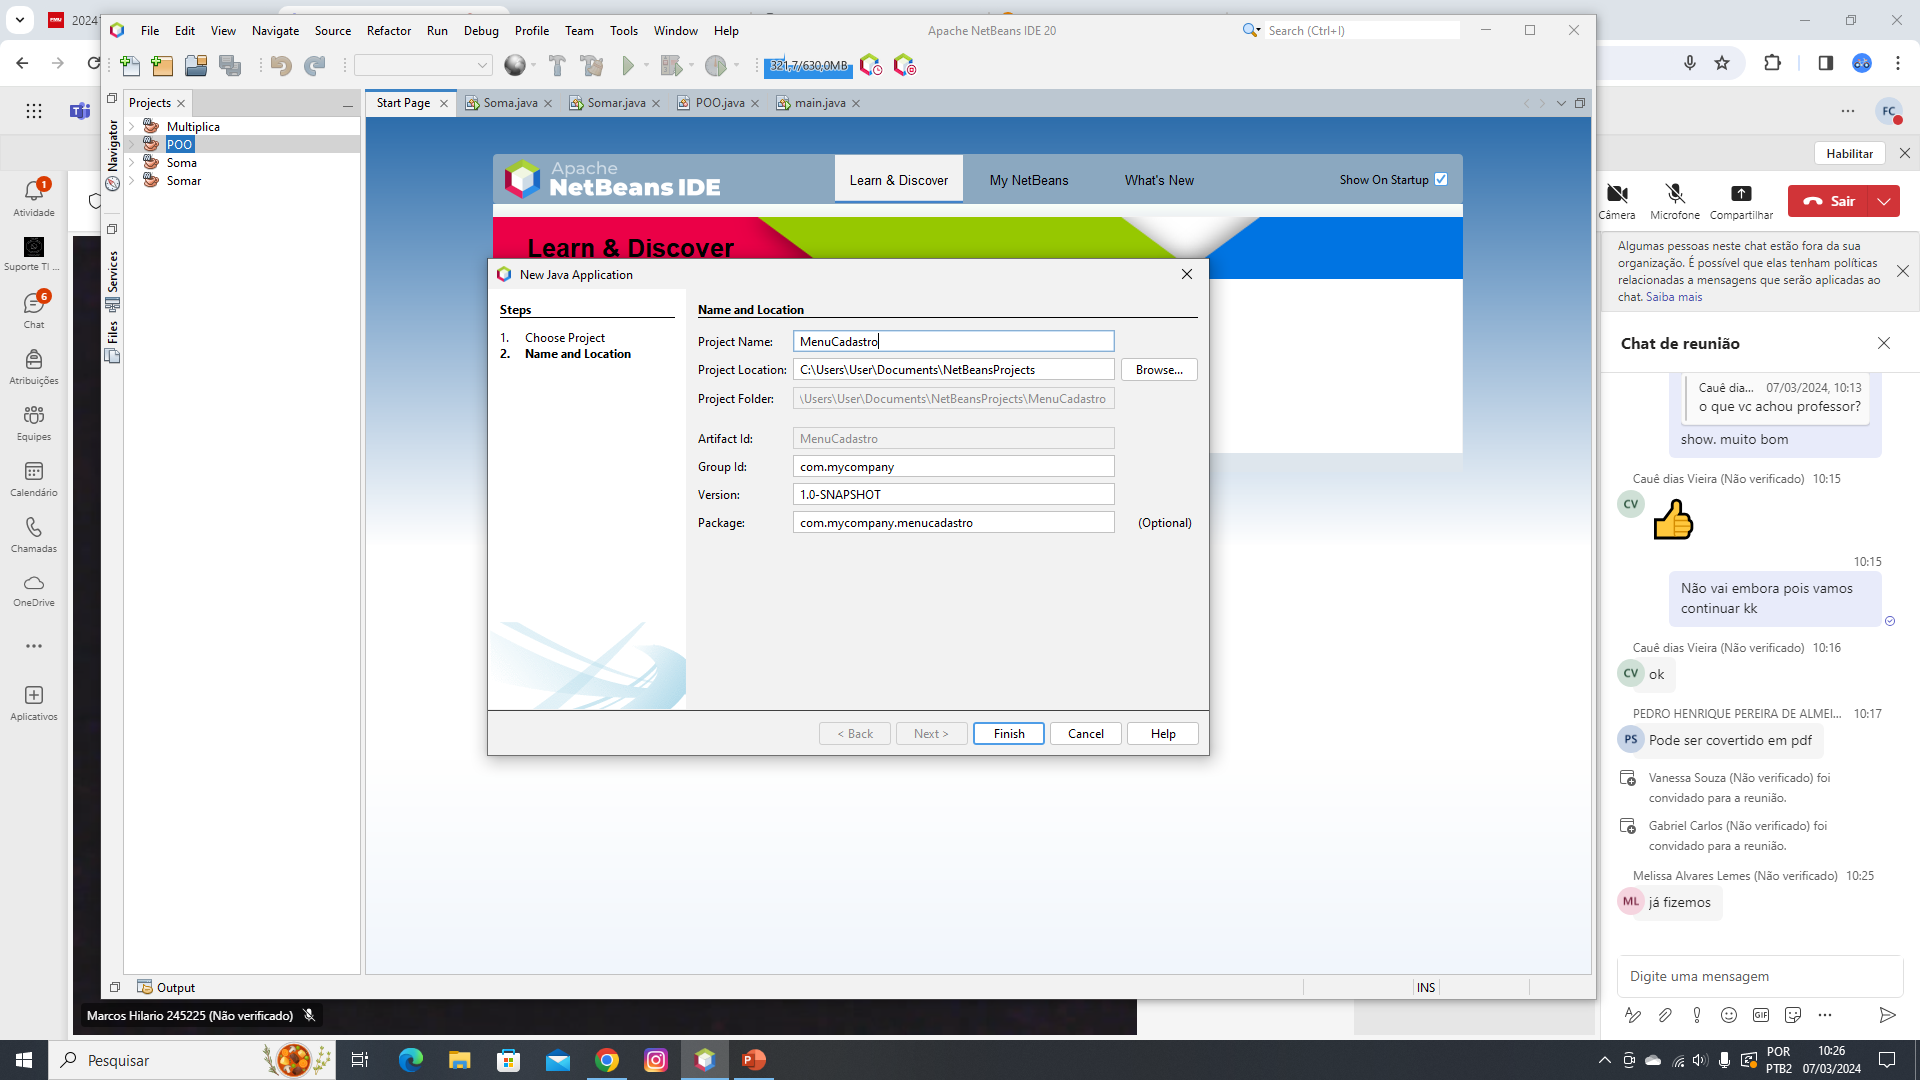 2024
File Edit View Navigate Source Refactor Run Debug Profile Team Tools Window Help
Apache NetBeans IDE 20
Search (Ctrl+I)
321,7/630,0MB
Projects
Start Page
Soma.java
Somar.java
POO.java
main.java
Navigator
Services
Files
Multiplica
POO
Soma
Somar
Apache
NetBeans IDE
Learn & Discover
My NetBeans
What's New
Show On Startup
Learn & Discover
New Java Application
Steps
1. Choose Project
2. Name and Location
Name and Location
Project Name: MenuCadastro
Project Location: C:\Users\User\Documents\NetBeansProjects
Browse...
Project Folder: \Users\User\Documents\NetBeansProjects\MenuCadastro
Artifact Id: MenuCadastro
Group Id: com.mycompany
Version: 1.0-SNAPSHOT
Package: com.mycompany.menucadastro
(Optional)
< Back
Next >
Finish
Cancel
Help
Output
INS
Marcos Hilario 245225 (Não verificado)
1
Atividade
Suporte TI ...
6
Chat
Atribuições
Equipes
Calendário
Chamadas
OneDrive
Aplicativos
FC
Habilitar
Câmera
Microfone
Compartilhar
Sair
Algumas pessoas neste chat estão fora da sua
organização. É possível que elas tenham políticas
relacionadas a mensagens que serão aplicadas ao
chat. Saiba mais
Chat de reunião
Cauê dia... 07/03/2024, 10:13
o que vc achou professor?
show. muito bom
Cauê dias Vieira (Não verificado) 10:15
CV
10:15
Não vai embora pois vamos
continuar kk
Cauê dias Vieira (Não verificado) 10:16
CV
ok
PEDRO HENRIQUE PEREIRA DE ALMEI... 10:17
PS
Pode ser covertido em pdf
Vanessa Souza (Não verificado) foi
convidado para a reunião.
Gabriel Carlos (Não verificado) foi
convidado para a reunião.
Melissa Alvares Lemes (Não verificado) 10:25
ML
já fizemos
Digite uma mensagem
GIF
Pesquisar
POR
PTB2
10:26
07/03/2024